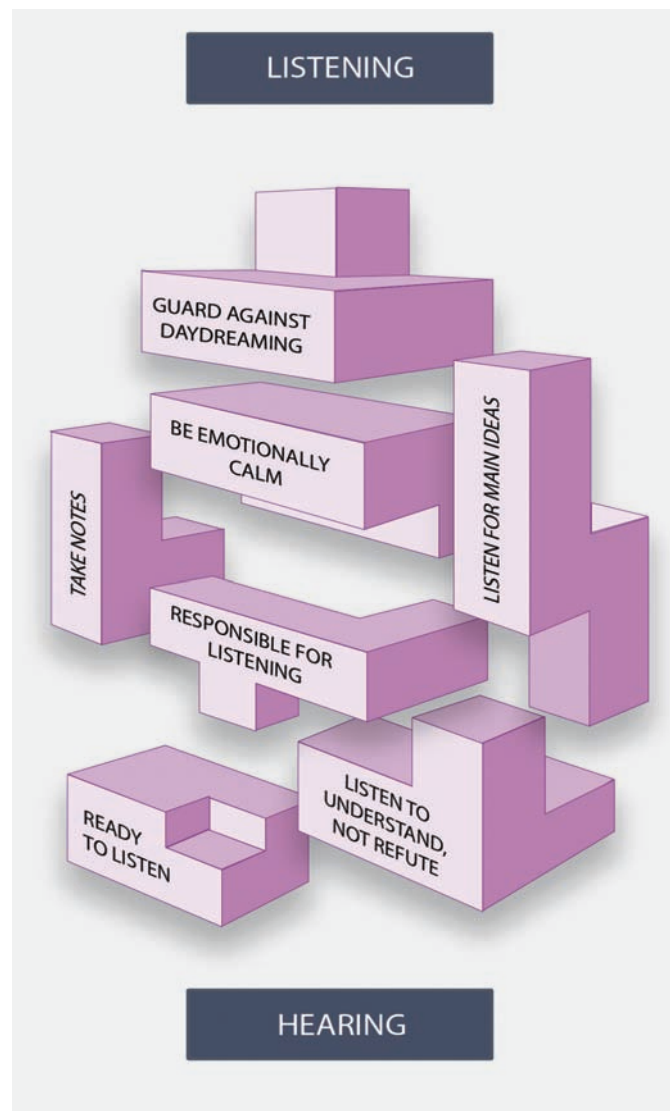 LISTENING
GUARD AGAINST
DAYDREAMING
BE EMOTIONALLY
CALM
LISTEN FOR MAIN IDEAS
TAKE NOTES
RESPONSIBLE FOR
LISTENING
LISTEN TO
UNDERSTAND,
NOT REFUTE
READY
TO LISTEN
HEARING